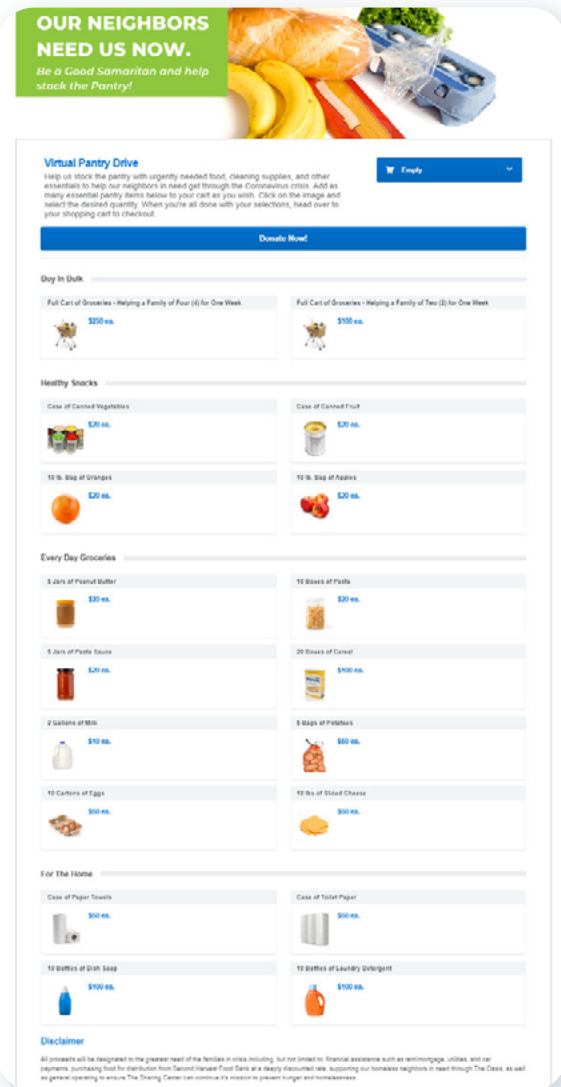 OUR NEIGHBORS
NEED US NOW.
Be a Good Samaritan and help
stock the Pantry!
Virtual Pantry Drive
Help us stock the pantry with urgently needed food, cleaning supplies, and other
essentials to help our neighbors in need get through the Coronavirus crisis. Add as
many essential pantry items below to your cart as you wish. Click on the image and
select the desired quantity. When you're all done with your selections, head over to
your shopping cart to checkout.
Empty
Donate Now!
Buy In Bulk
Full Cart of Groceries - Helping a Family of Four (4) for One Week
$250 ea.
Full Cart of Groceries - Helping a Family of Two (2) for One Week
$100 ea.
Healthy Snacks
Case of Canned Vegetables
$20 ea.
Case of Canned Fruit
$20 ea.
10 lb. Bag of Oranges
$20 ea.
10 lb. Bag of Apples
$20 ea.
Every Day Groceries
Jars of Peanut Butter
$20 ea.
10 Boxes of Pasta
$20 ea.
5 Jars of Pasta Sauce
$20 ea.
20 Boxes of Cereal
$100 ea.
2 Gallons of Milk
$10 ea.
Bags of Potatoes
ea.
10 Cartons of Eggs
ea.
10 lbs of Sliced Cheese
ea.
For The Home
Case of Paper Towels
ea.
Case of Toilet Paper
ea.
10 Bottles of Dish Soap
$100 ea.
10 Bottles of Laundry Detergent
$100 ea.
Disclaimer
All proceeds will be designated to the greatest need of the families in crisis including, but not limited to: financial assistance such as rent/mortgage, utilities, and car
payments, purchasing food for distribution from Second Harvest Food Bank at a deeply discounted rate, supporting our homeless neighbors in need through The Oasis, as well
as general operating to ensure The Sharing Center can continue it's mission to prevent hunger and homelessness.